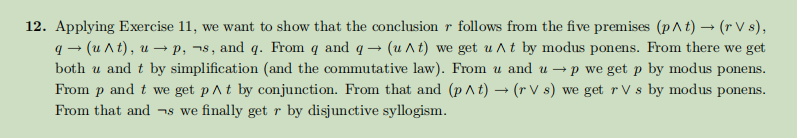 12. Applying Exercise 11, we want to show that the conclusion r follows from the five premises (p ∧ t) → (r ∨ s),
q → (u ∧ t), u → p, ¬s, and q. From q and q → (u ∧ t) we get u ∧ t by modus ponens. From there we get
both u and t by simplification (and the commutative law). From u and u → p we get p by modus ponens.
From p and t we get p ∧ t by conjunction. From that and (p ∧ t) → (r ∨ s) we get r ∨ s by modus ponens.
From that and ¬s we finally get r by disjunctive syllogism.